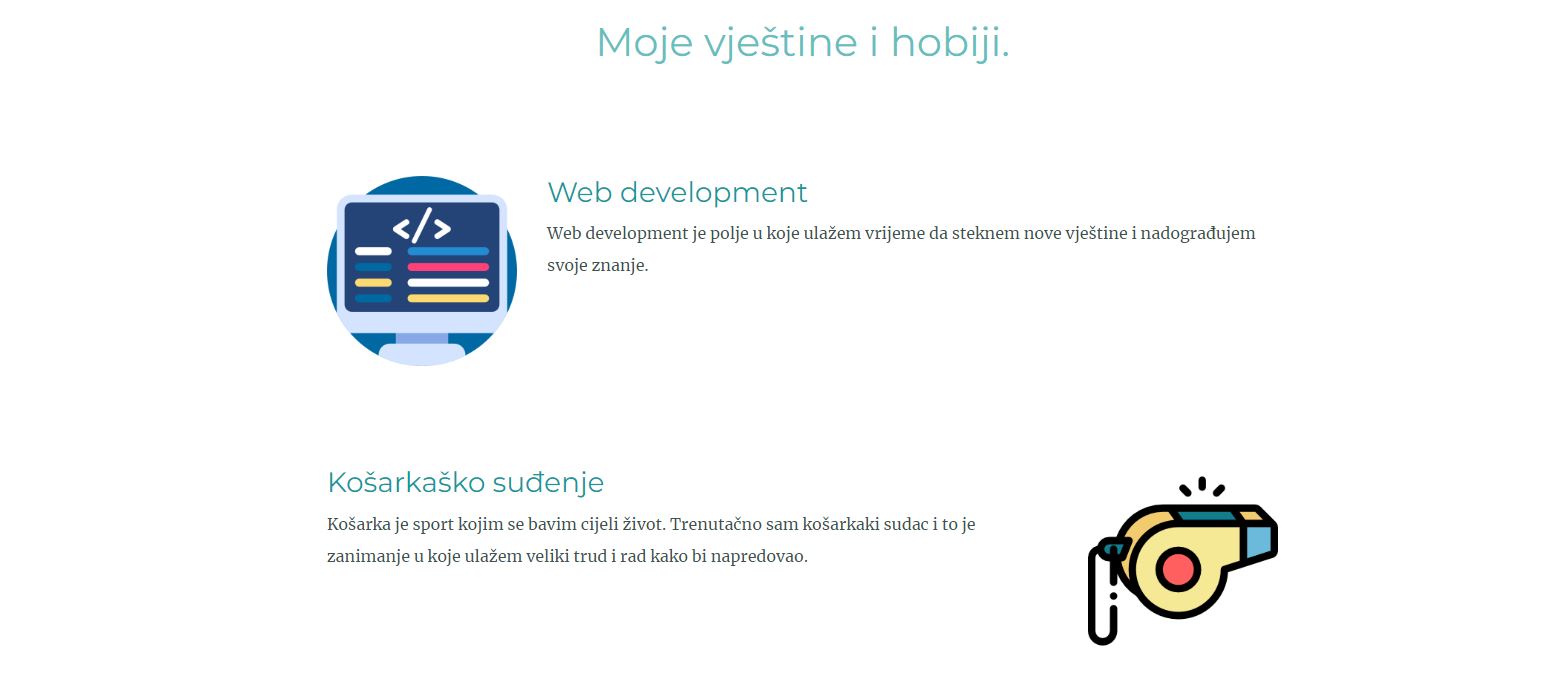 Moje vještine i hobiji.
</>
Web development
Web development je polje u koje ulažem vrijeme da steknem nove vještine i nadograđujem
svoje znanje.
Košarkaško suđenje
Košarka je sport kojim se bavim cijeli život. Trenutačno sam košarkaki sudac i to je
zanimanje u koje ulažem veliki trud i rad kako bi napredovao.